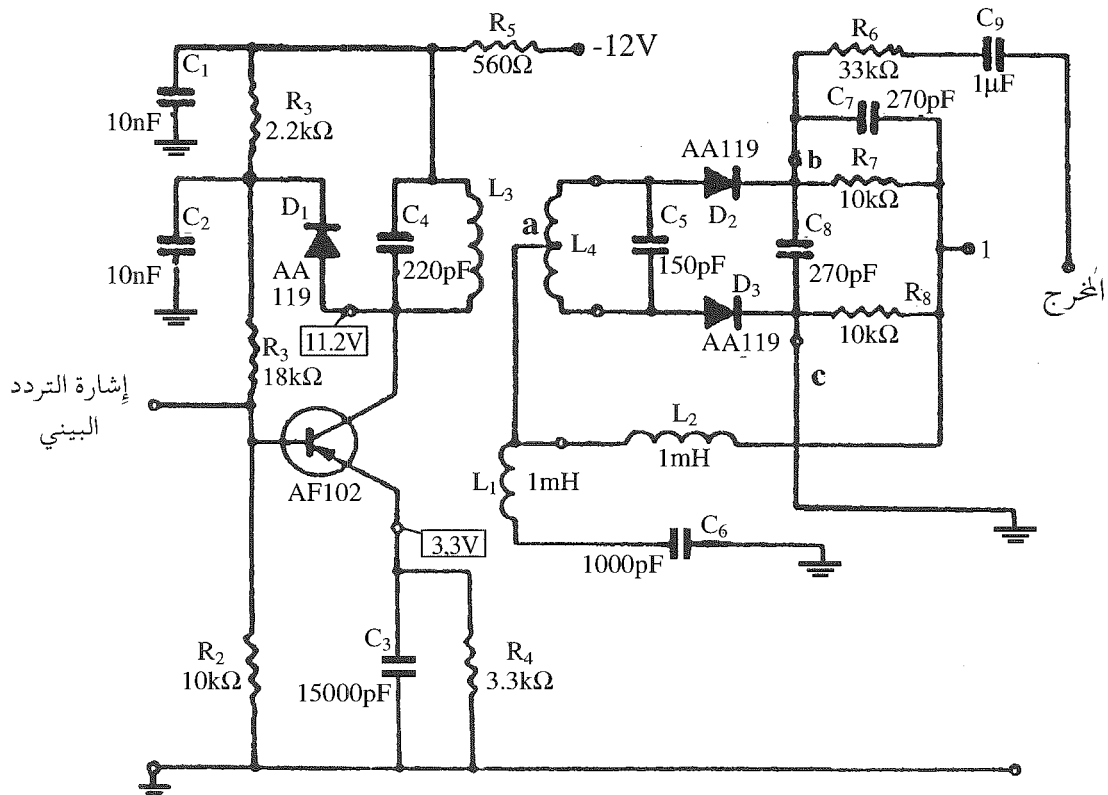 R5
-12V
560Ω
C1
10nF
R3
2.2kΩ
R6
33kΩ
C9
1μF
C7
270pF
AA119
b
R7
10kΩ
L3
C2
10nF
D1
AA
119
C4
220pF
a
L4
C5
150pF
D2
C8
270pF
1
D3
AA119
R8
10kΩ
المخرج
11.2V
R3
18kΩ
c
إشارة التردد
البيني
AF102
L2
1mH
L1
1mH
3,3V
C6
1000pF
C3
15000pF
R2
10kΩ
R4
3.3kΩ